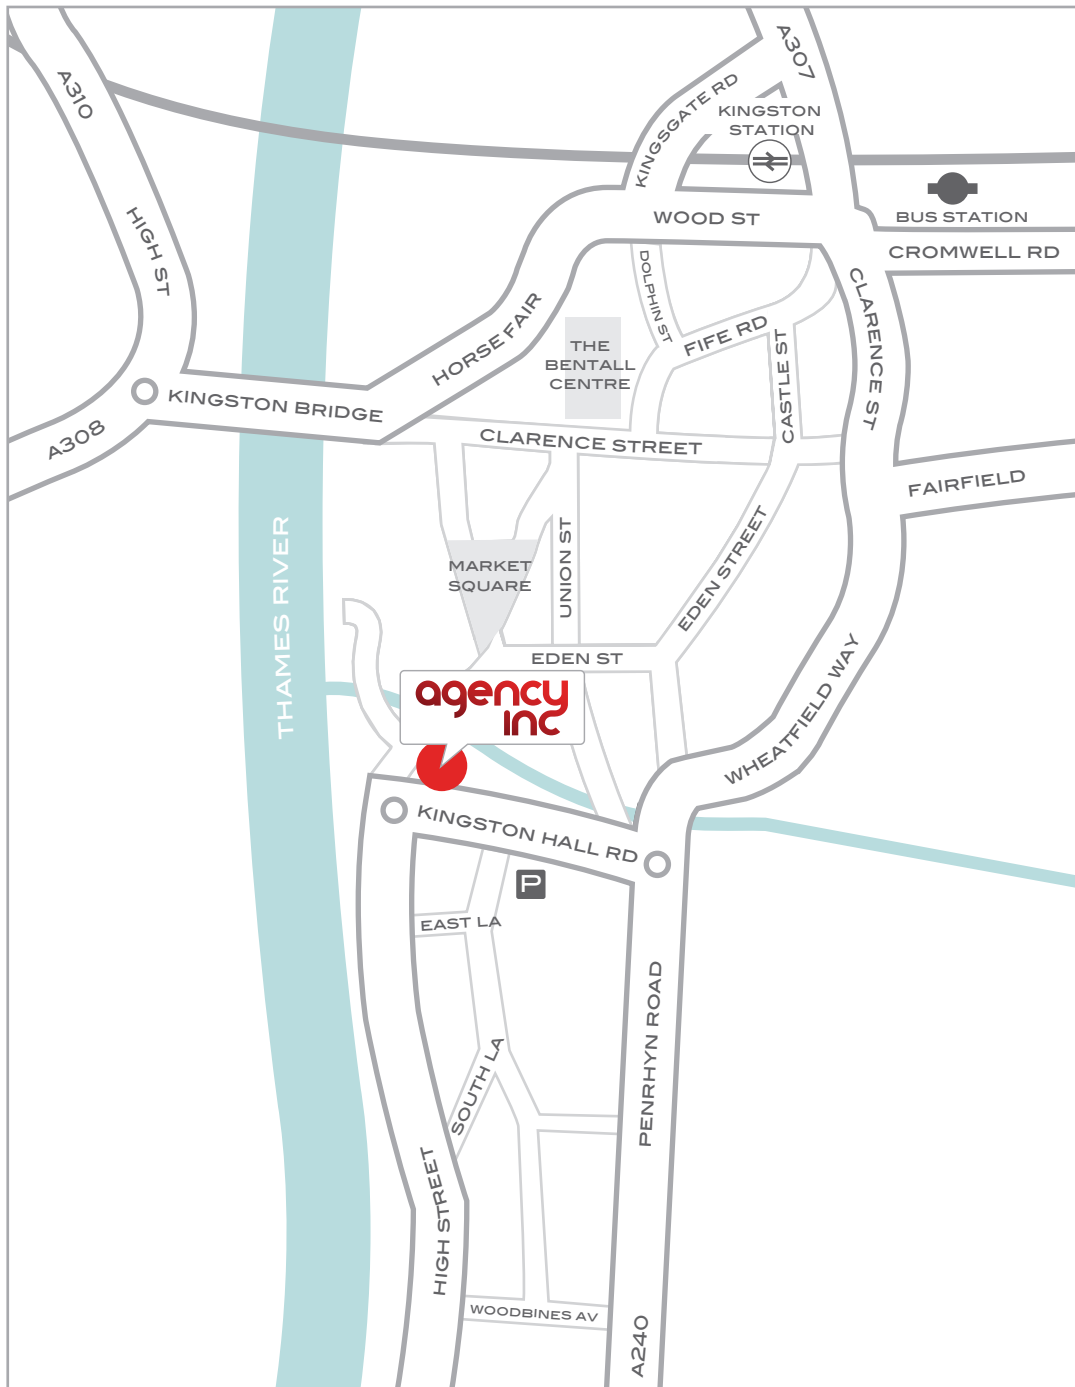 A307
A310
KINGSGATE RD
KINGSTON
STATION
BUS STATION
WOOD ST
HIGH ST
CROMWELL RD
DOLPHIN ST
CLARENCE ST
HORSE FAIR
FIFE RD
THE
BENTALL
CENTRE
CASTLE ST
KINGSTON BRIDGE
A308
CLARENCE STREET
FAIRFIELD
THAMES RIVER
MARKET
SQUARE
UNION ST
EDEN STREET
EDEN ST
agency
inc
WHEATFIELD WAY
KINGSTON HALL RD
P
EAST LA
PENRHYN ROAD
SOUTH LA
HIGH STREET
WOODBINES AV
A240